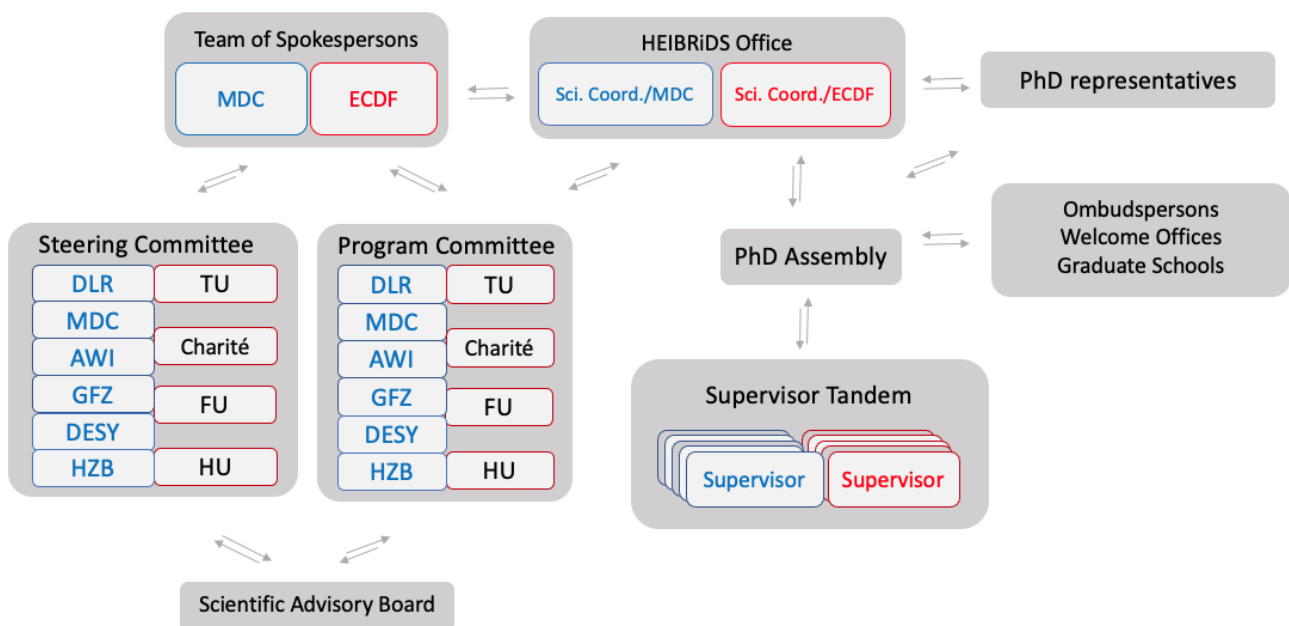 Team of Spokespersons
MDC
ECDF
HEIBRiDS Office
Sci. Coord./MDC
Sci. Coord./ECDF
PhD representatives
Steering Committee
DLR
TU
MDC
Charité
AWI
GFZ
FU
DESY
HZB
HU
Program Committee
DLR
TU
MDC
Charité
AWI
GFZ
FU
DESY
HZB
HU
PhD Assembly
Ombudspersons
Welcome Offices
Graduate Schools
Supervisor Tandem
Supervisor
Supervisor
Scientific Advisory Board